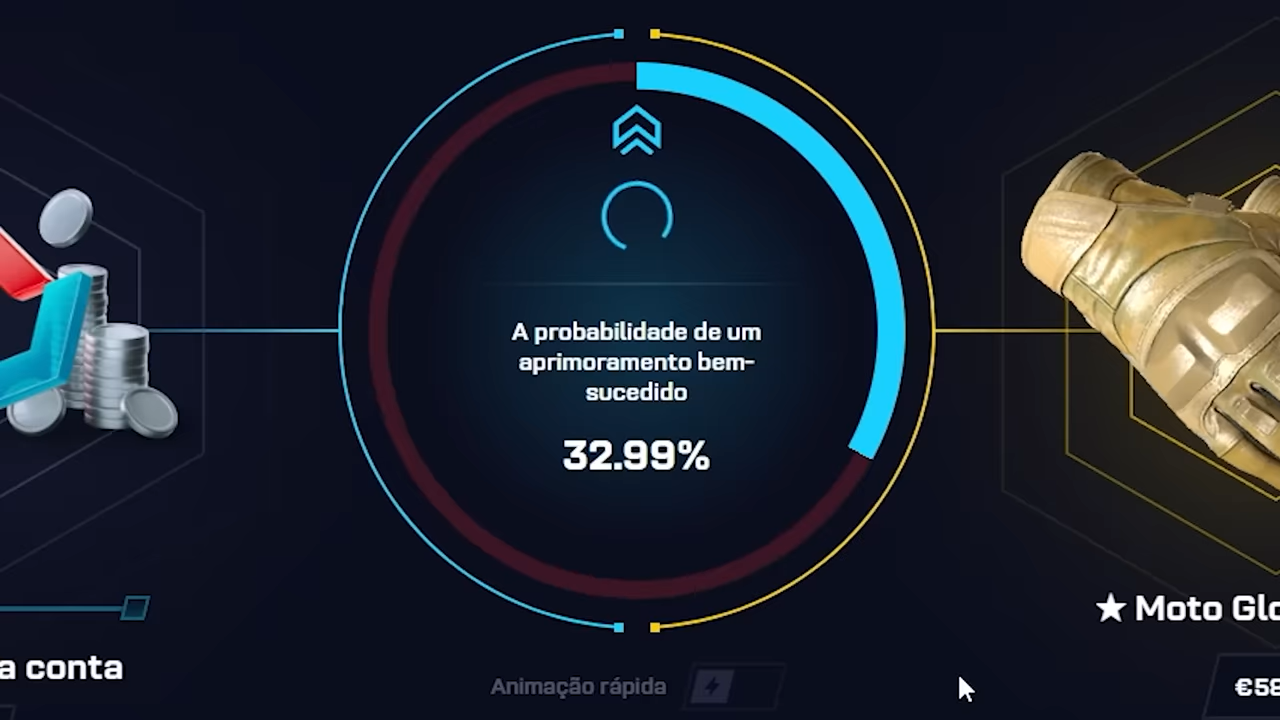 A probabilidade de um
aprimoramento bem-
sucedido
32.99%
★ Moto Glo
a conta
Animação rápida
€58